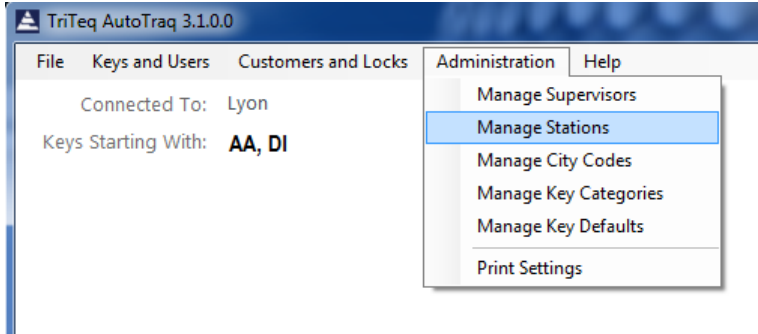 TriTeq AutoTraq 3.1.0.0
File Keys and Users Customers and Locks Administration Help
Connected To: Lyon
Keys Starting With: AA, DI
Manage Supervisors
Manage Stations
Manage City Codes
Manage Key Categories
Manage Key Defaults
Print Settings